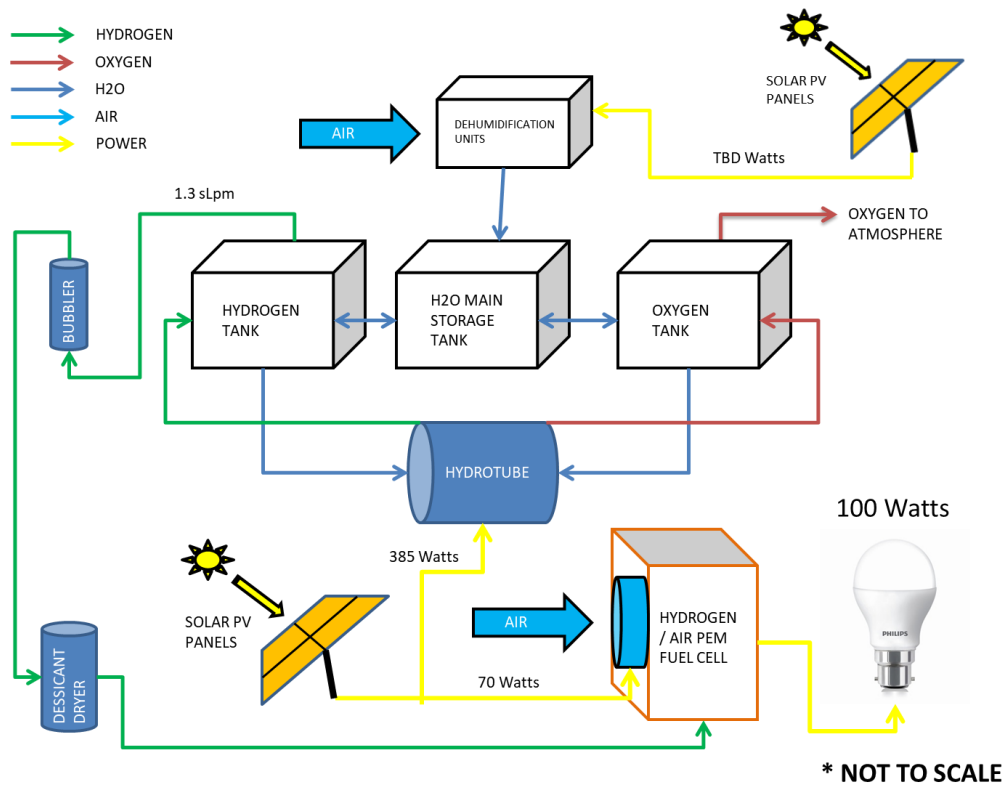 HYDROGEN
OXYGEN
H2O
AIR
POWER
SOLAR PV
PANELS
AIR
DEHUMIDIFICATION
UNITS
TBD Watts
1.3 sLpm
OXYGEN TO
ATMOSPHERE
BUBBLER
HYDROGEN
TANK
H2O MAIN
STORAGE
TANK
OXYGEN
TANK
HYDROTUBE
100 Watts
385 Watts
SOLAR PV
PANELS
AIR
HYDROGEN
/ AIR PEM
FUEL CELL
PHILIPS
70 Watts
DESSICANT
DRYER
* NOT TO SCALE